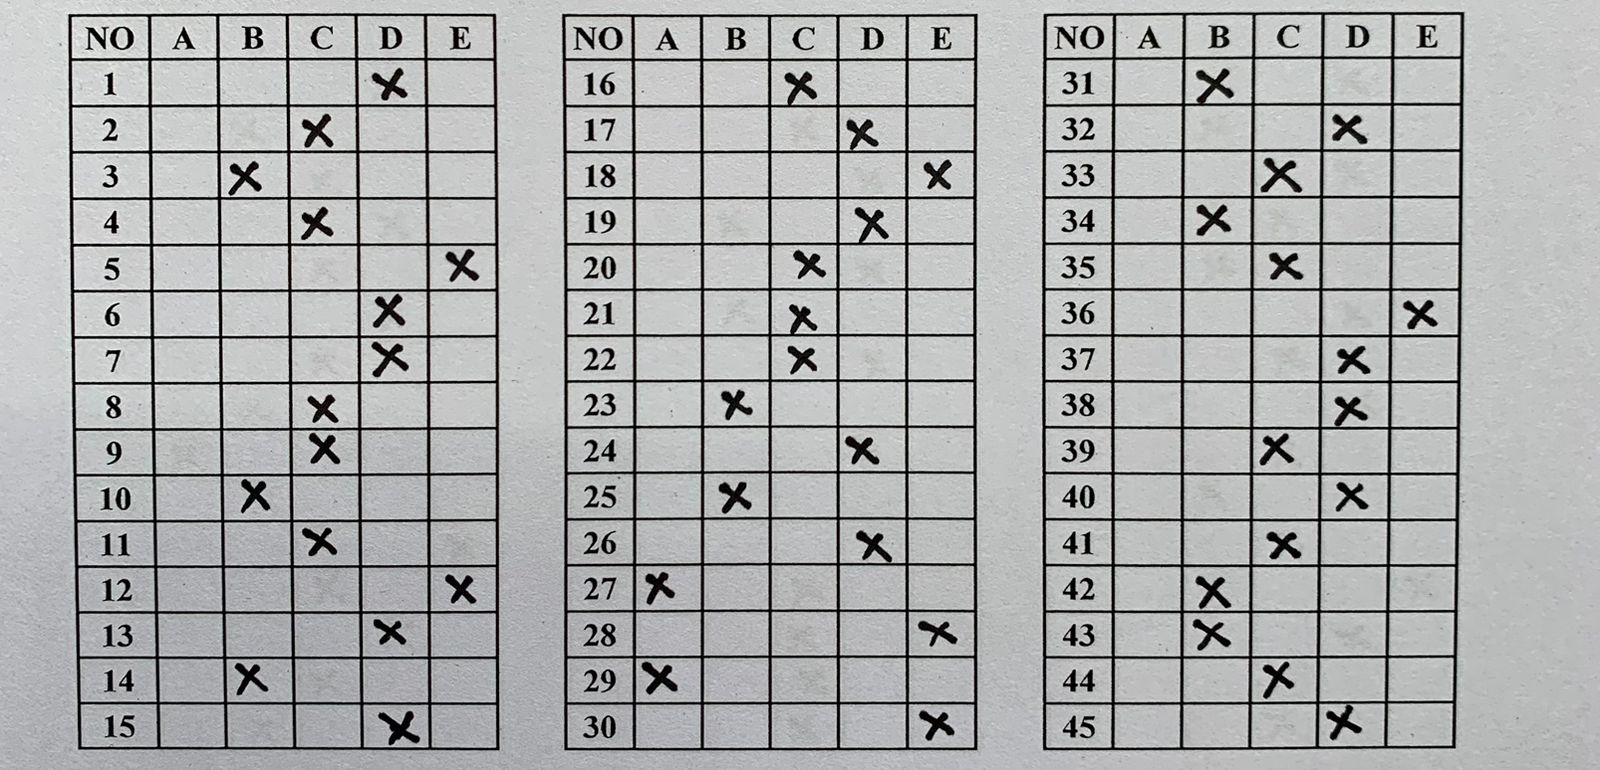 NO A B C D E
1 X
2 X
3 X
4 X
5 X
6 X
7 X
8 X
9 X
10 X
11 X
12 X
13 X
14 X
15 X
NO A B C D E
16 X
17 X
18 X
19 X
20 X
21 X
22 X
23 X
24 X
25 X
26 X
27 X
28 X
29 X
30 X
NO A B C D E
31 X
32 X
33 X
34 X
35 X
36 X
37 X
38 X
39 X
40 X
41 X
42 X
43 X
44 X
45 X